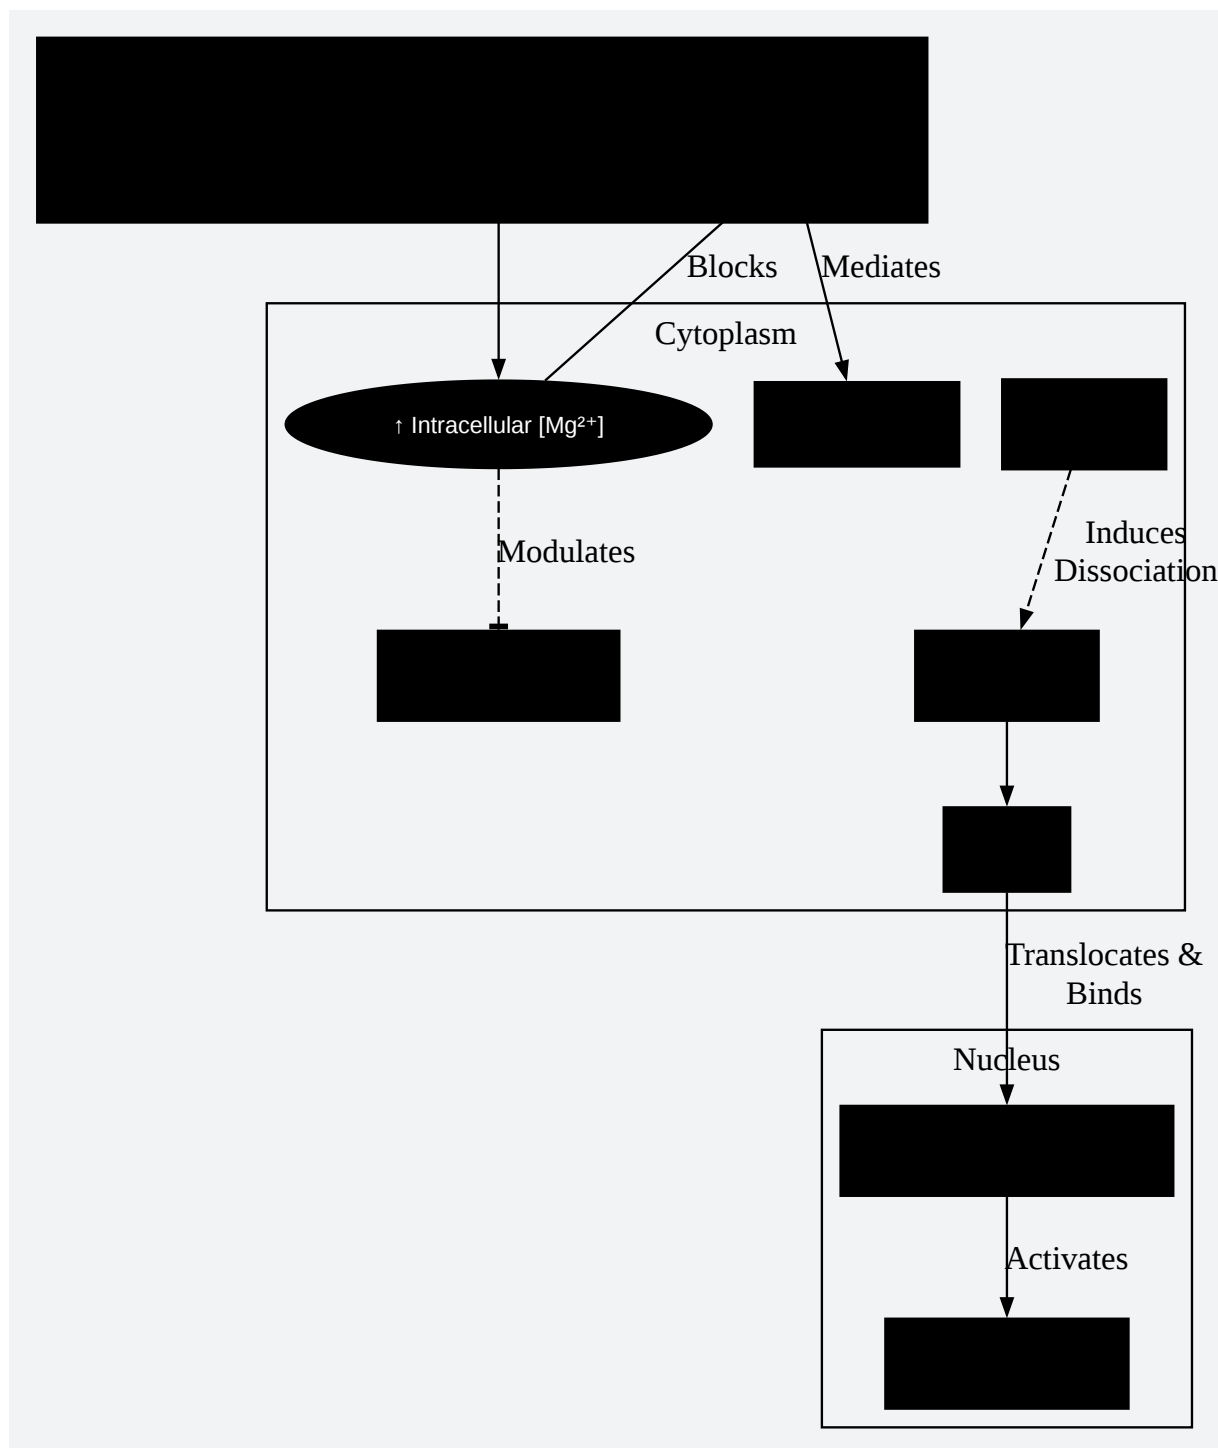 Blocks
Mediates
Cytoplasm
↑ Intracellular [Mg²⁺]
Modulates
Induces
Dissociation
Translocates &
Binds
Nucleus
Activates